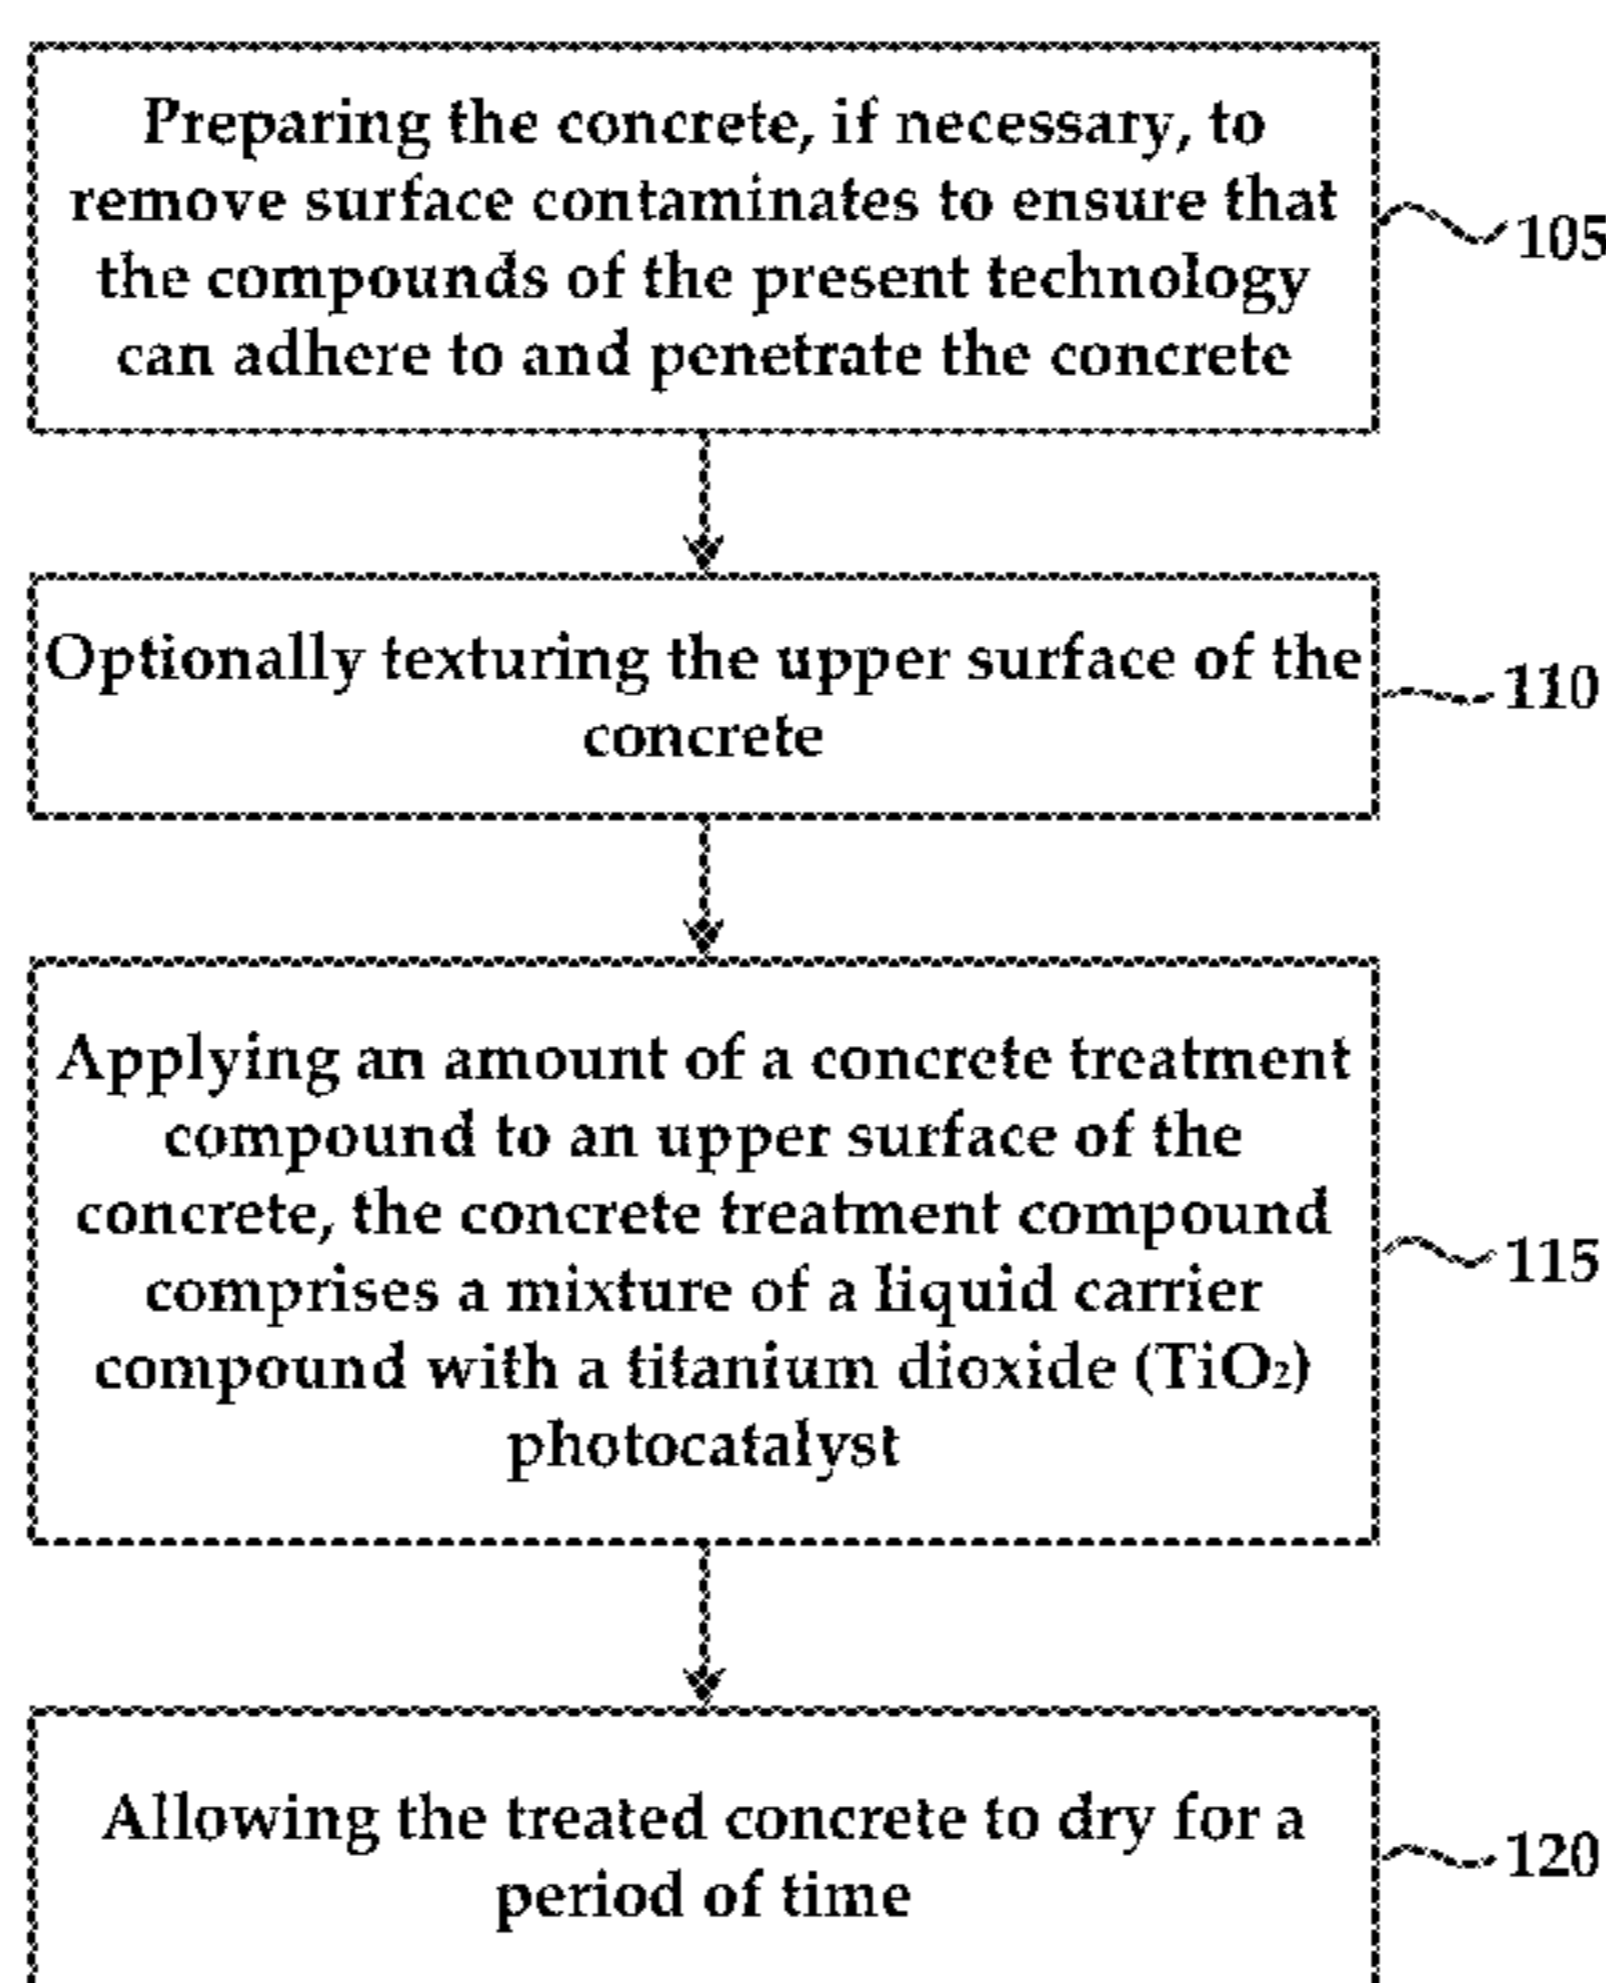 Preparing the concrete, if necessary, to
remove surface contaminates to ensure that
the compounds of the present technology
can adhere to and penetrate the concrete
105
Optionally texturing the upper surface of the
concrete
110
Applying an amount of a concrete treatment
compound to an upper surface of the
concrete, the concrete treatment compound
comprises a mixture of a liquid carrier
compound with a titanium dioxide (TiO₂)
photocatalyst
115
Allowing the treated concrete to dry for a
period of time
120